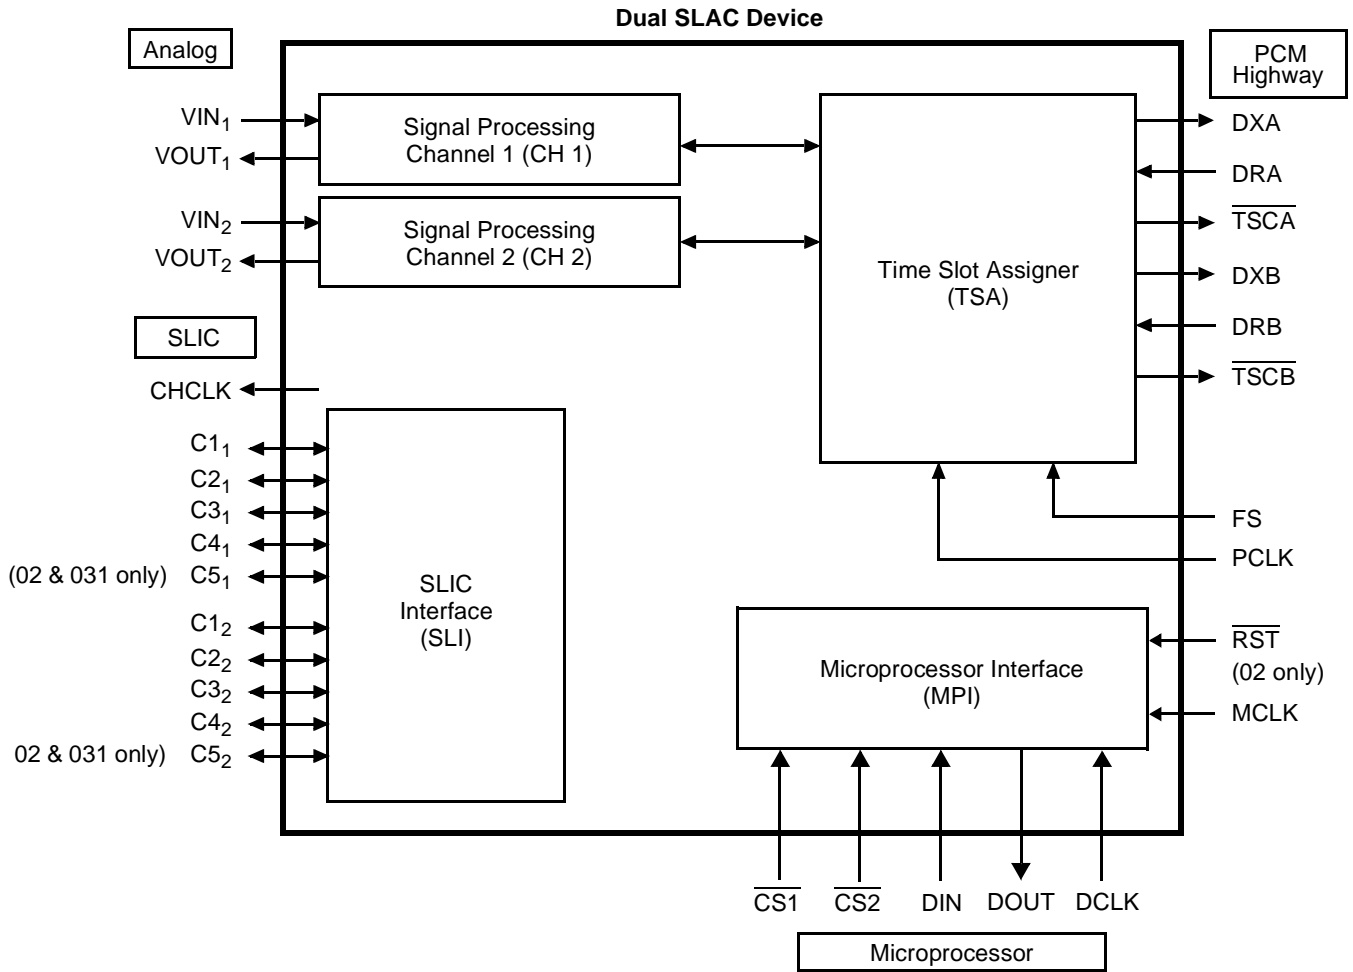 Dual SLAC Device
Analog
VIN1
VOUT1
VIN2
VOUT2
SLIC
CHCLK
C11
C21
C31
C41
(02 & 031 only) C51
C12
C22
C32
C42
02 & 031 only) C52
Signal Processing
Channel 1 (CH 1)
Signal Processing
Channel 2 (CH 2)
SLIC
Interface
(SLI)
Time Slot Assigner
(TSA)
Microprocessor Interface
(MPI)
PCM
Highway
DXA
DRA
TSCA
DXB
DRB
TSCB
FS
PCLK
RST
(02 only)
MCLK
CS1 CS2 DIN DOUT DCLK
Microprocessor